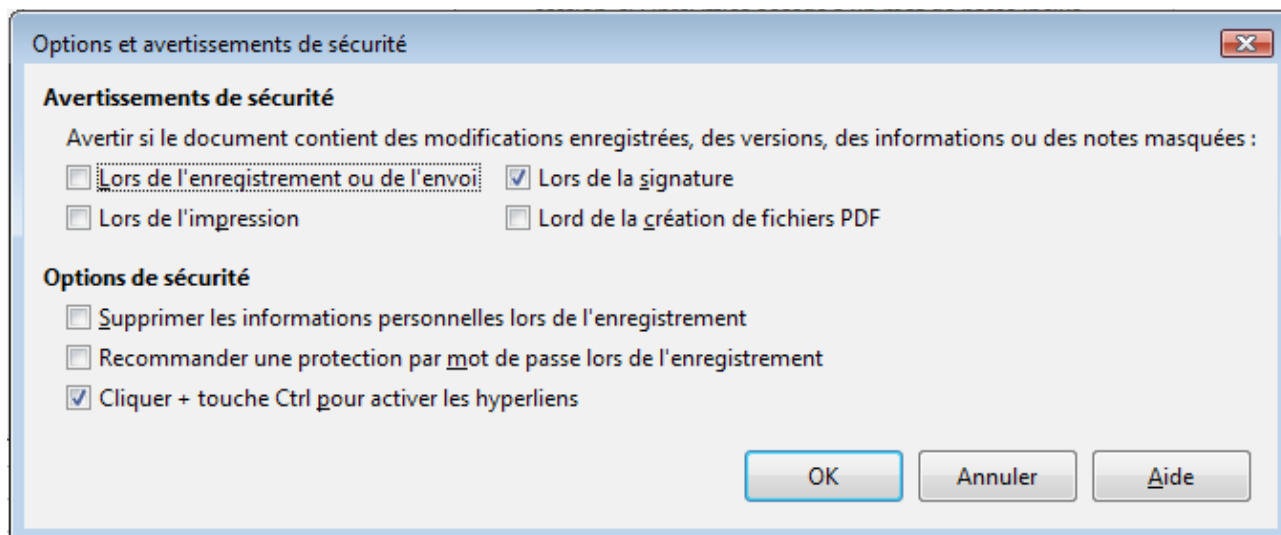 Options et avertissements de sécurité
Avertissements de sécurité
Avertir si le document contient des modifications enregistrées, des versions, des informations ou des notes masquées :
Lors de l'enregistrement ou de l'envoi
Lors de la signature
Lors de l'impression
Lord de la création de fichiers PDF
Options de sécurité
Supprimer les informations personnelles lors de l'enregistrement
Recommander une protection par mot de passe lors de l'enregistrement
Cliquer + touche Ctrl pour activer les hyperliens
OK
Annuler
Aide